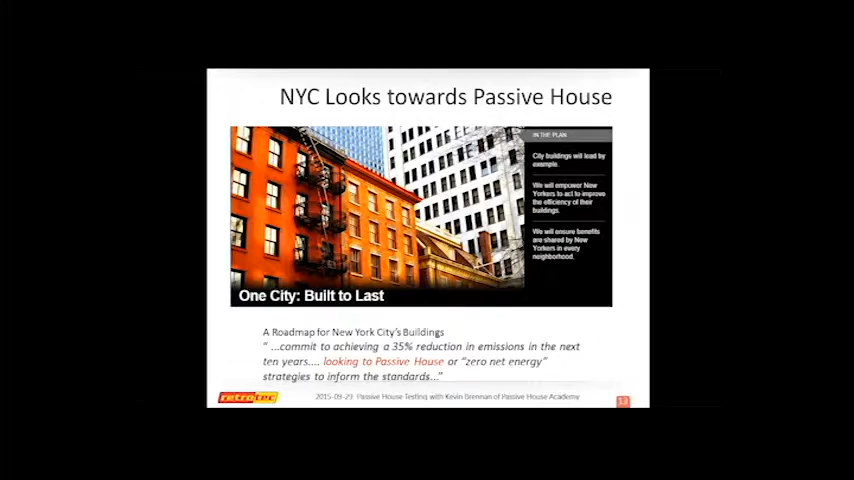 NYC Looks towards Passive House
IN THE PLAN
City buildings will lead by
example.
We will empower New
Yorkers to act to improve
the efficiency of their
buildings.
We will ensure benefits
are shared by New
Yorkers in every
neighborhood.
One City: Built to Last
A Roadmap for New York City's Buildings
" ...commit to achieving a 35% reduction in emissions in the next
ten years.... looking to Passive House or "zero net energy"
strategies to inform the standards..."
retrotec
2015-09-23 Passive House Testing with Kevin Brennan of Passive House Academy
13